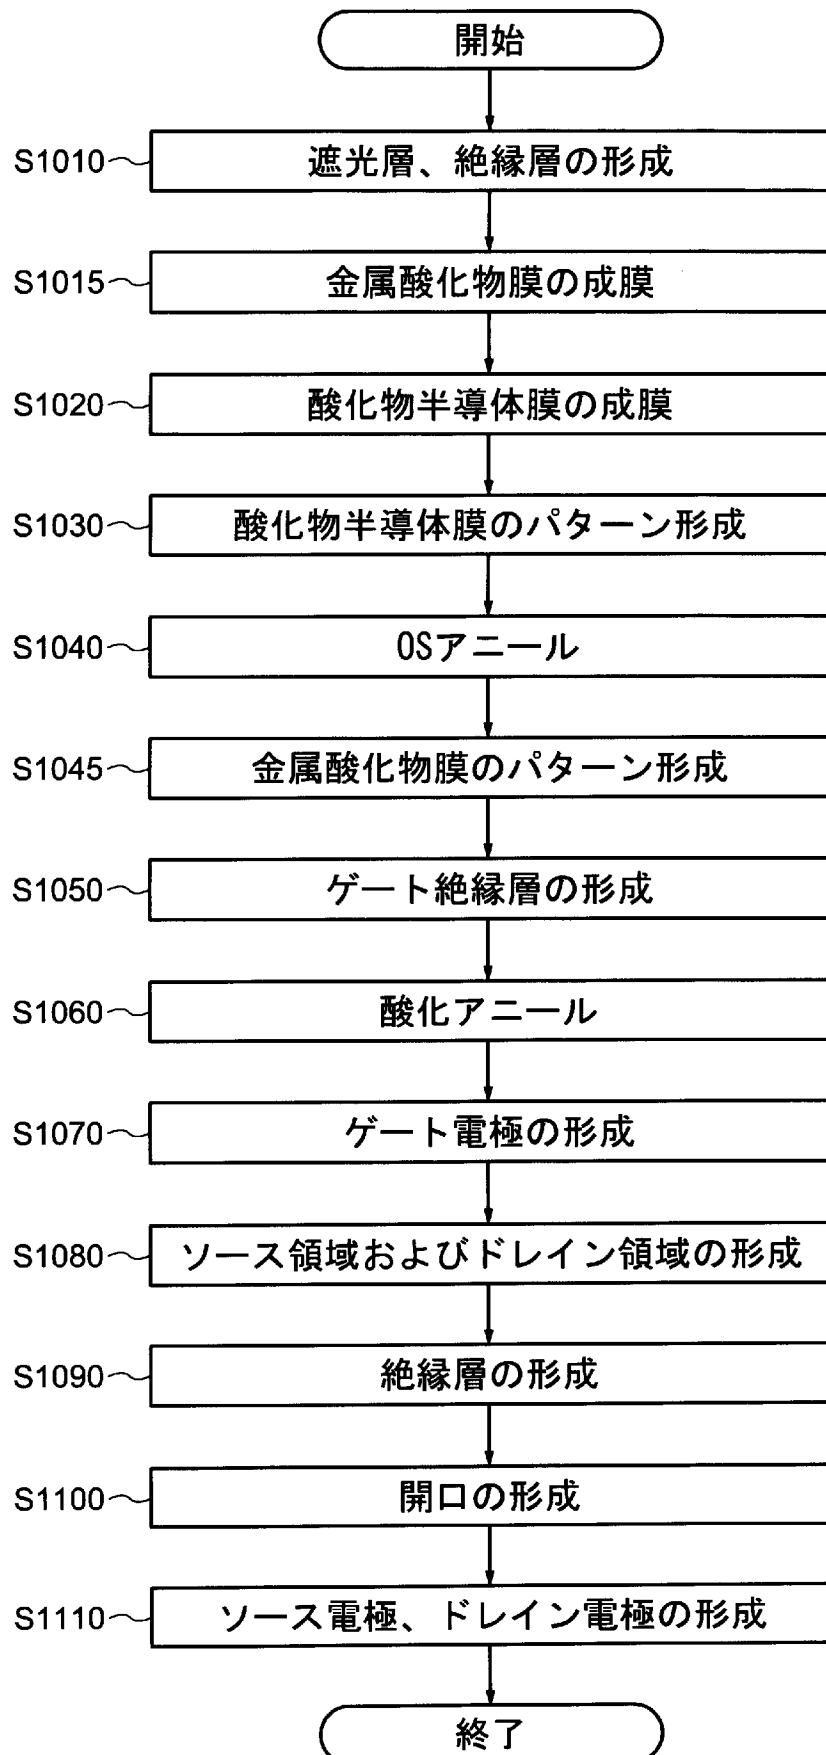 開始
S1010 遮光層、絶縁層の形成
S1015 金属酸化物膜の成膜
S1020 酸化物半導体膜の成膜
S1030 酸化物半導体膜のパターン形成
S1040 OSアニール
S1045 金属酸化物膜のパターン形成
S1050 ゲート絶縁層の形成
S1060 酸化アニール
S1070 ゲート電極の形成
S1080 ソース領域およびドレイン領域の形成
S1090 絶縁層の形成
S1100 開口の形成
S1110 ソース電極、ドレイン電極の形成
終了